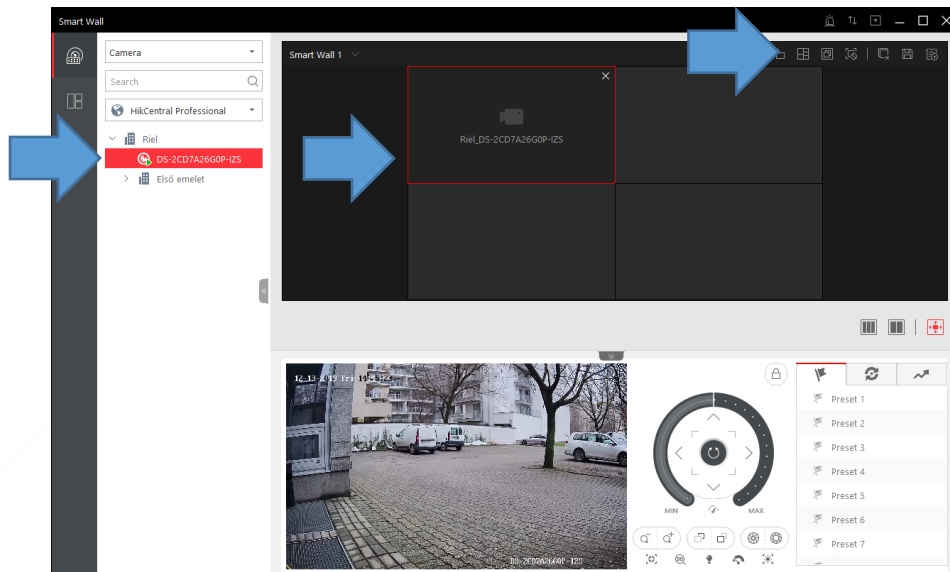 Smart Wall
Camera
Search
HikCentral Professional
Riel
DS-2CD7A26G0P-IZS
Első emelet
Smart Wall 1
Riel_DS-2CD7A26G0P-IZS
DS-2CD7A26G0P-IZS
MIN
MAX
Preset 1
Preset 2
Preset 3
Preset 4
Preset 5
Preset 6
Preset 7